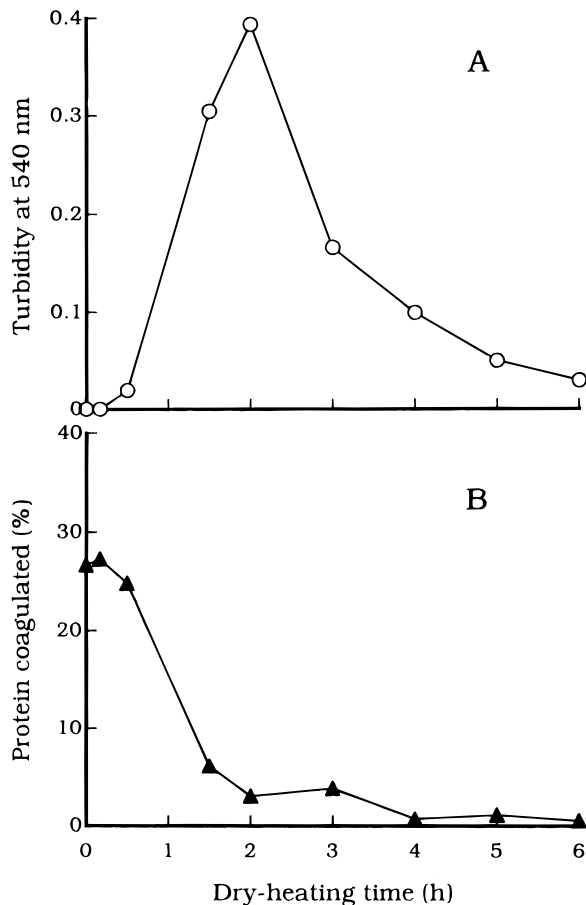 0.4
A
0.3
0.2
0.1
0
Turbidity at 540 nm
40
B
30
20
10
0
Protein coagulated (%)
0 1 2 3 4 5 6
Dry-heating time (h)